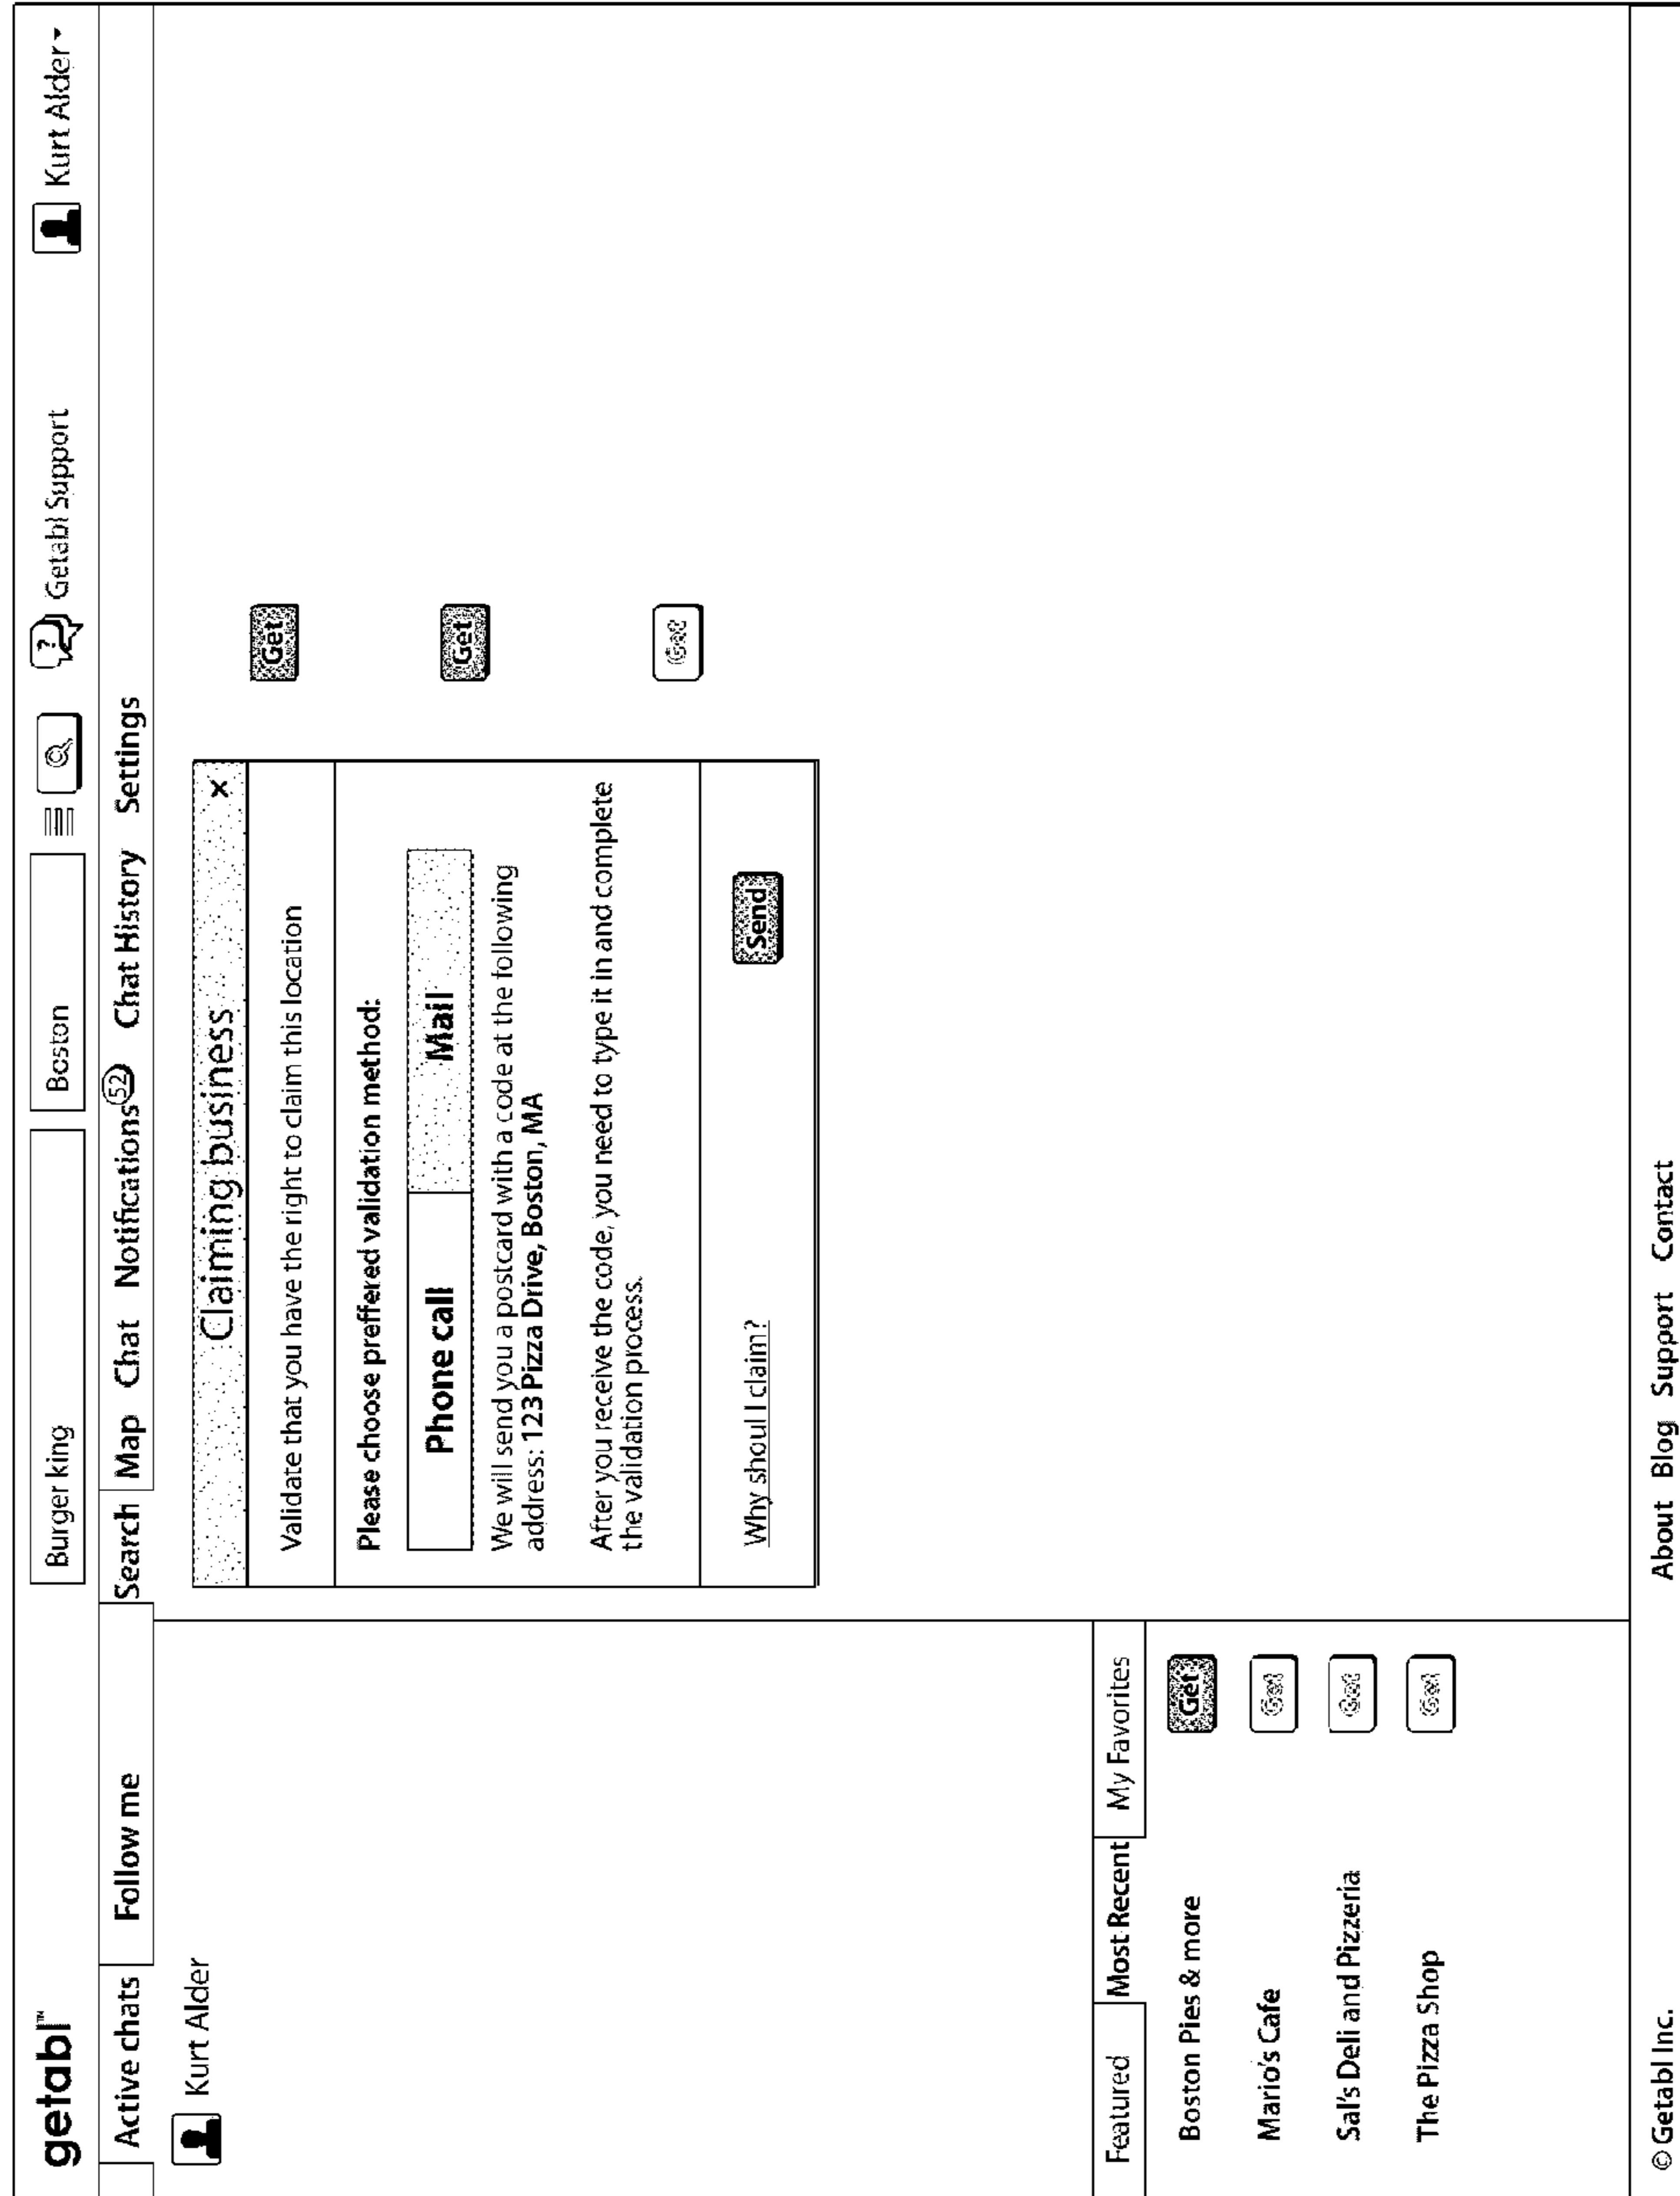 getabl™ Burger king Boston Getabl Support Kurt Alder
Active chats Follow me Search Map Chat Notifications 52 Chat History Settings
Kurt Alder
Claiming business x
Validate that you have the right to claim this location
Get
Please choose preffered validation method:
Phone call Mail
Get
We will send you a postcard with a code at the following
address: 123 Pizza Drive, Boston, MA
After you receive the code, you need to type it in and complete
the validation process.
Get
Why shoul I claim? Send
Featured Most Recent My Favorites
Boston Pies & more Get
Mario's Cafe Get
Sal's Deli and Pizzeria Get
The Pizza Shop Get
© Getabl Inc. About Blog Support Contact